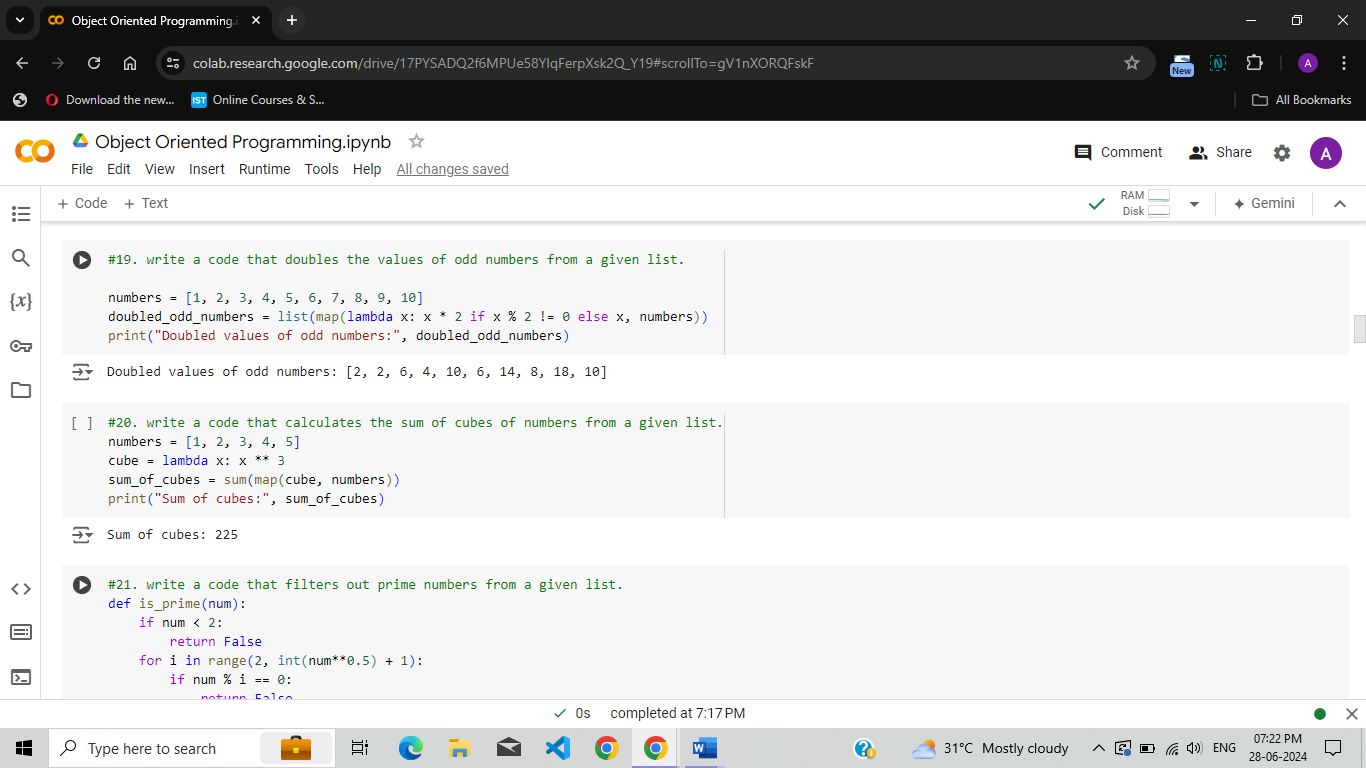 Object Oriented Programming.i
colab.research.google.com/drive/17PYSADQ2f6MPUe58YIqFerpXsk2Q_Y19#scrollTo=gV1nXORQFskF
New
A
Download the new...
IST Online Courses & S...
All Bookmarks
Object Oriented Programming.ipynb
File Edit View Insert Runtime Tools Help All changes saved
Comment
Share
A
+ Code + Text
RAM
Disk
Gemini
#19. write a code that doubles the values of odd numbers from a given list.
numbers = [1, 2, 3, 4, 5, 6, 7, 8, 9, 10]
doubled_odd_numbers = list(map(lambda x: x * 2 if x % 2 != 0 else x, numbers))
print("Doubled values of odd numbers:", doubled_odd_numbers)
Doubled values of odd numbers: [2, 2, 6, 4, 10, 6, 14, 8, 18, 10]
[ ] #20. write a code that calculates the sum of cubes of numbers from a given list.
numbers = [1, 2, 3, 4, 5]
cube = lambda x: x ** 3
sum_of_cubes = sum(map(cube, numbers))
print("Sum of cubes:", sum_of_cubes)
Sum of cubes: 225
#21. write a code that filters out prime numbers from a given list.
def is_prime(num):
if num < 2:
return False
for i in range(2, int(num**0.5) + 1):
if num % i == 0:
return False
0s completed at 7:17 PM
Type here to search
31°C Mostly cloudy
ENG
07:22 PM
28-06-2024